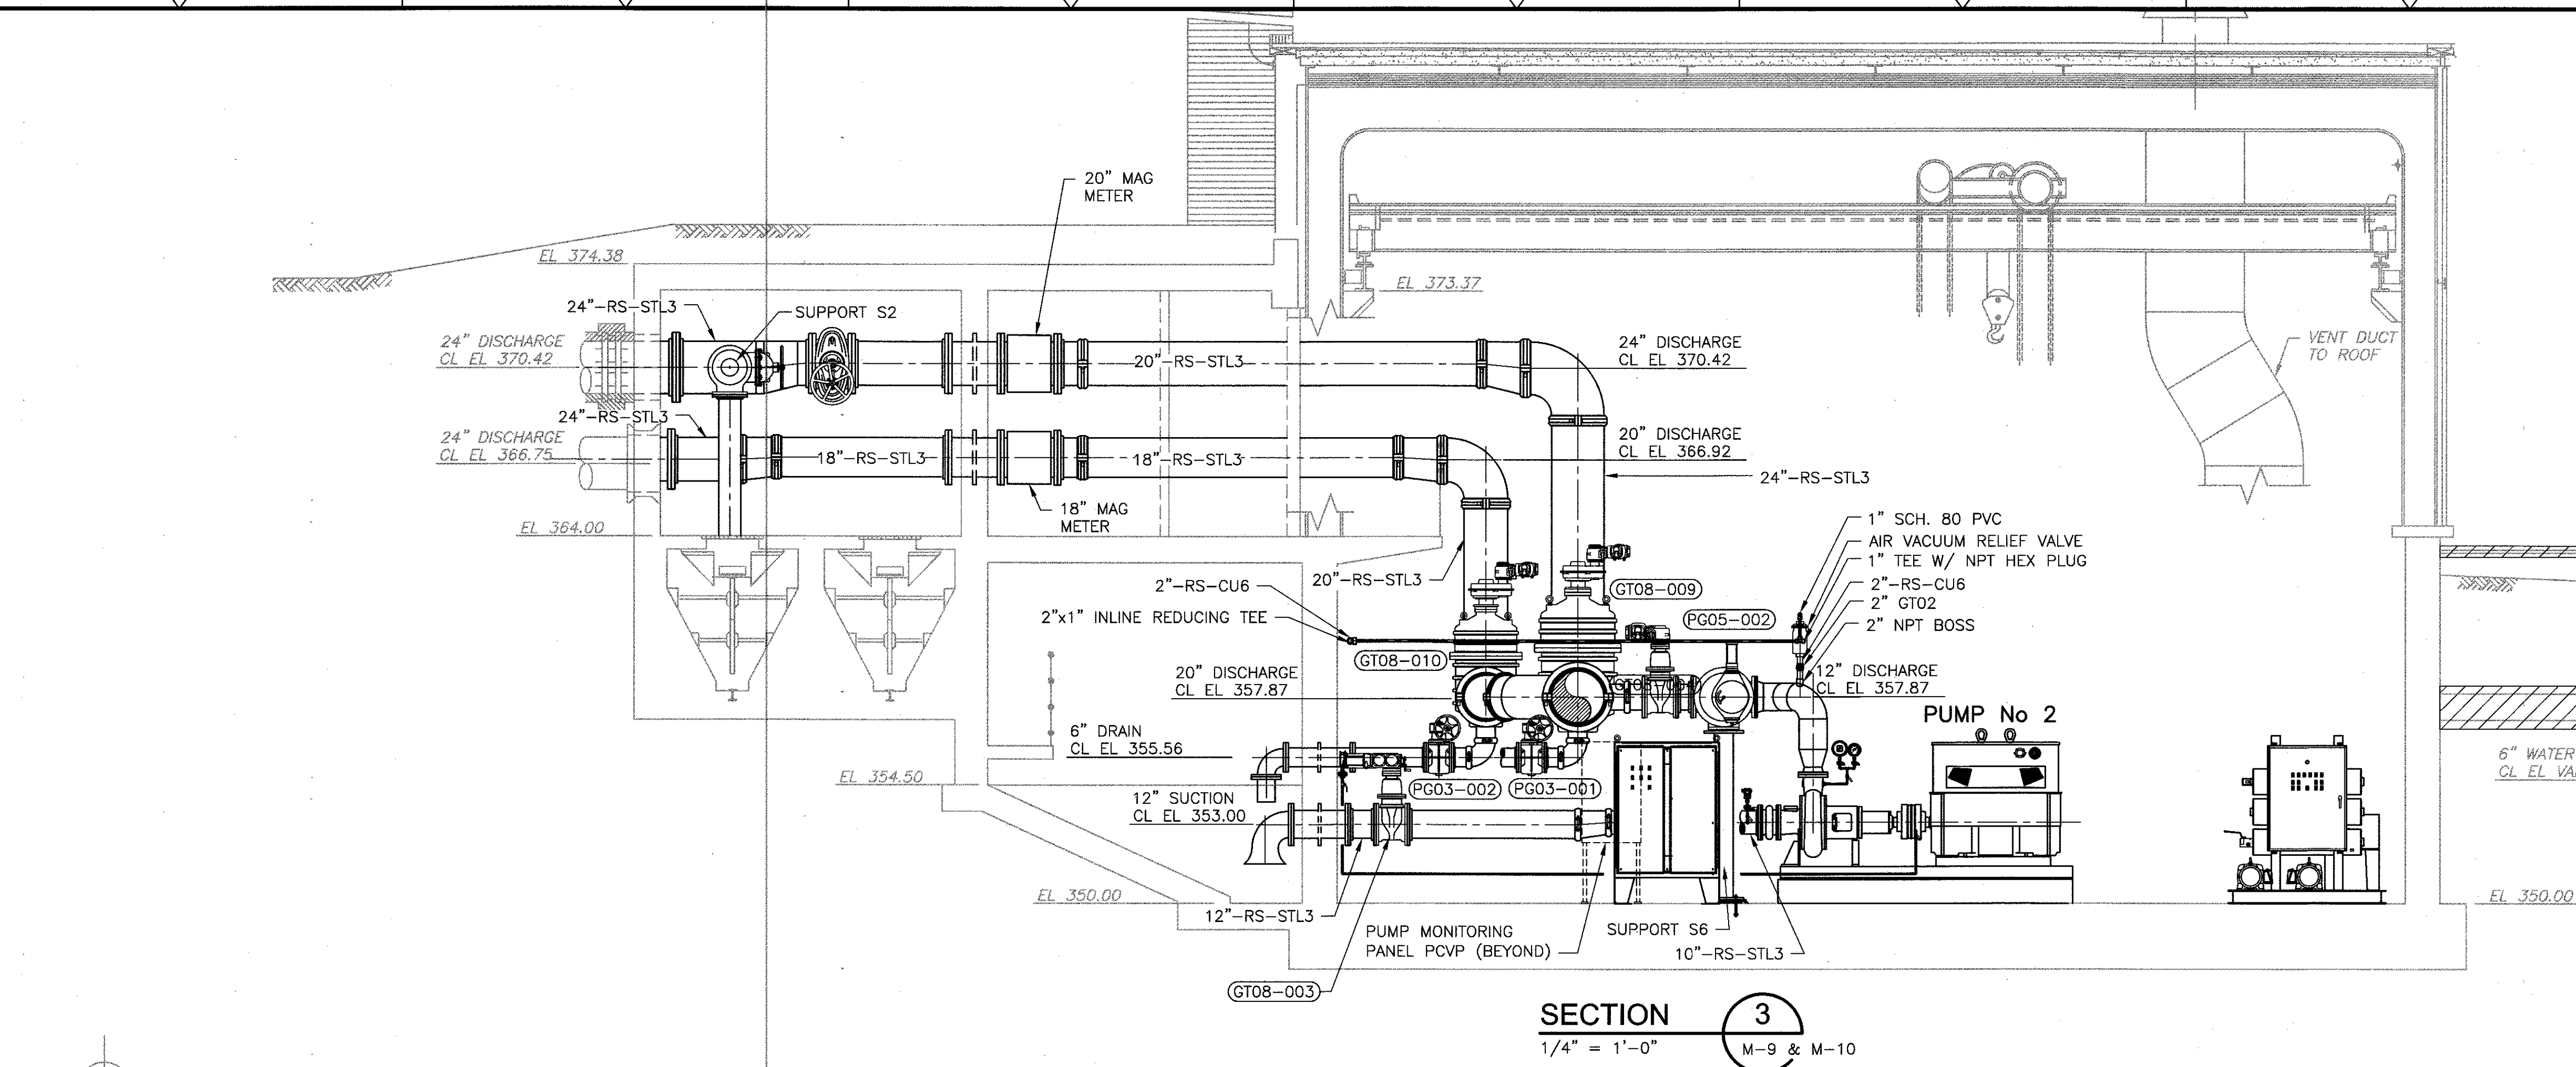 20" MAG
METER
EL 374.38
EL 373.37
24"-RS-STL3
SUPPORT S2
24" DISCHARGE
CL EL 370.42
20"-RS-STL3
24" DISCHARGE
CL EL 370.42
VENT DUCT
TO ROOF
24"-RS-STL3
24" DISCHARGE
CL EL 366.75
18"-RS-STL3
18"-RS-STL3
20" DISCHARGE
CL EL 366.92
24"-RS-STL3
18" MAG
METER
EL 364.00
1" SCH. 80 PVC
AIR VACUUM RELIEF VALVE
1" TEE W/ NPT HEX PLUG
2"-RS-CU6
2" GT02
2" NPT BOSS
2"-RS-CU6
20"-RS-STL3
2"x1" INLINE REDUCING TEE
GT08-009
PG05-002
GT08-010
20" DISCHARGE
CL EL 357.87
12" DISCHARGE
CL EL 357.87
PUMP No 2
6" DRAIN
CL EL 355.56
EL 354.50
PG03-002
PG03-001
6" WATER
CL EL VA
12" SUCTION
CL EL 353.00
EL 350.00
EL 350.00
12"-RS-STL3
PUMP MONITORING
PANEL PCVP (BEYOND)
SUPPORT S6
10"-RS-STL3
GT08-003
SECTION
3
1/4" = 1'-0"
M-9 & M-10